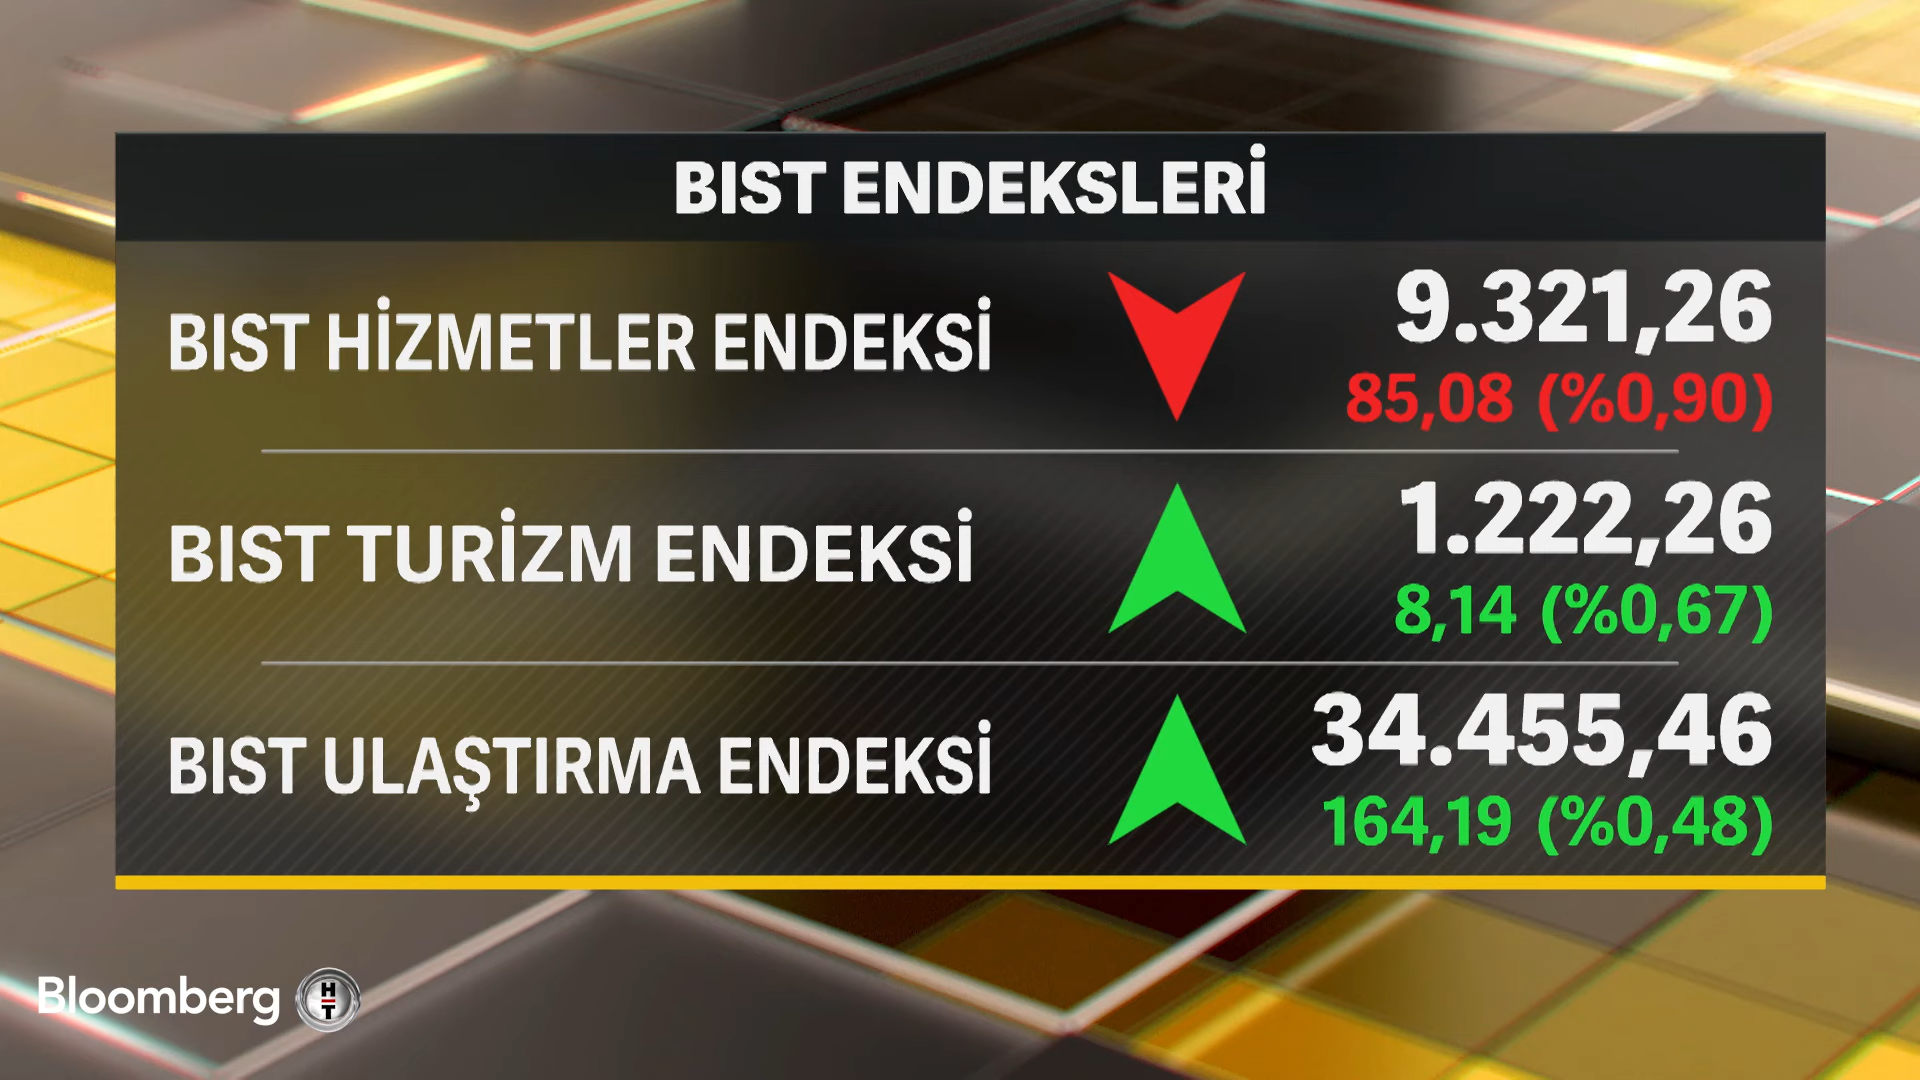 BIST ENDEKSLERİ
BIST HİZMETLER ENDEKSİ
9.321,26
85,08 (%0,90)
BIST TURİZM ENDEKSİ
1.222,26
8,14 (%0,67)
BIST ULAŞTIRMA ENDEKSİ
34.455,46
164,19 (%0,48)
Bloomberg HT